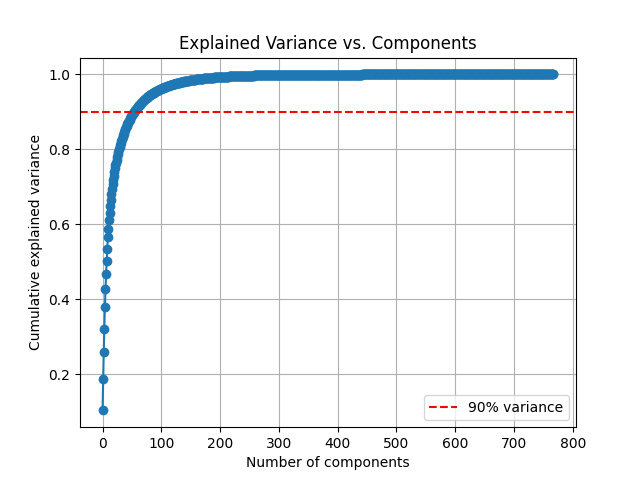 Explained Variance vs. Components
Cumulative explained variance
1.0
0.8
0.6
0.4
0.2
90% variance
0 100 200 300 400 500 600 700 800
Number of components